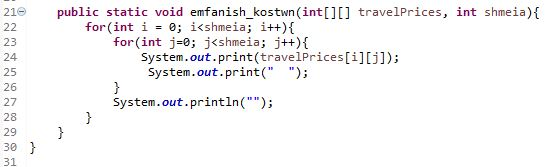 21 public static void emfanish_kostwn(int[][] travelPrices, int shmeia){
22 for(int i = 0; i<shmeia; i++){
23 for(int j=0; j<shmeia; j++){
24 System.out.print(travelPrices[i][j]);
25 System.out.print("  ");
26 }
27 System.out.println("");
28 }
29 }
30 }
31